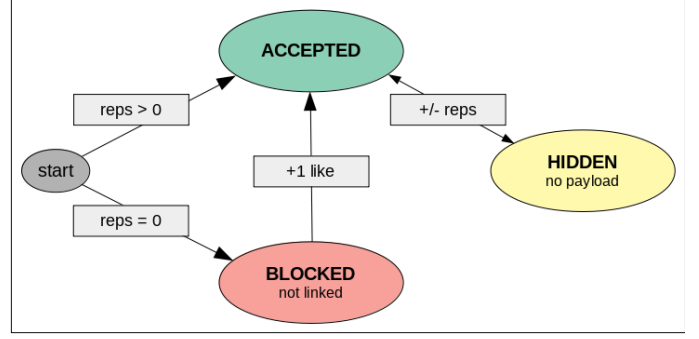 ACCEPTED
reps > 0
+/- reps
start
+1 like
HIDDEN
no payload
reps = 0
BLOCKED
not linked